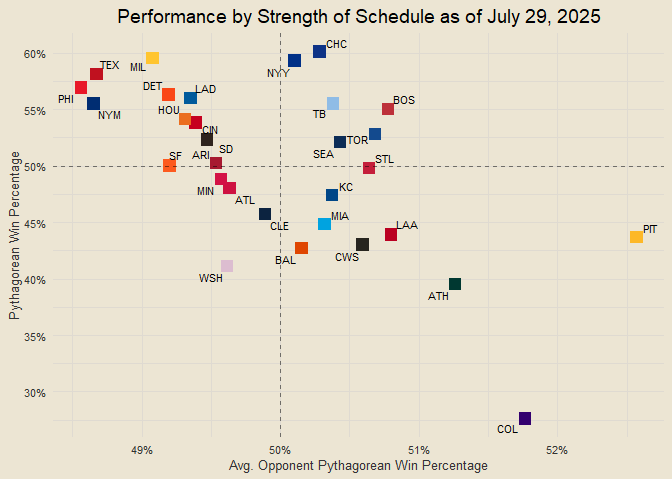 Performance by Strength of Schedule as of July 29, 2025
Pythagorean Win Percentage
60%
55%
50%
45%
40%
35%
30%
CHC
MIL
TEX
NYY
PHI
DET
LAD
NYM
HOU
TB
BOS
CIN
TOR
SEA
ARI
SD
SF
STL
MIN
ATL
KC
CLE
MIA
LAA
PIT
BAL
CWS
WSH
ATH
COL
49%
50%
51%
52%
Avg. Opponent Pythagorean Win Percentage